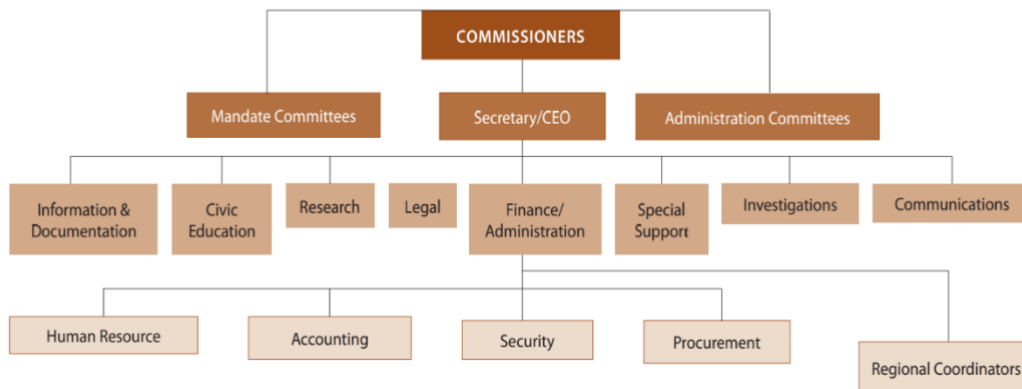 COMMISSIONERS
Mandate Committees
Secretary/CEO
Administration Committees
Information &
Documentation
Civic
Education
Research
Legal
Finance/
Administration
Special
Support
Investigations
Communications
Human Resource
Accounting
Security
Procurement
Regional Coordinators